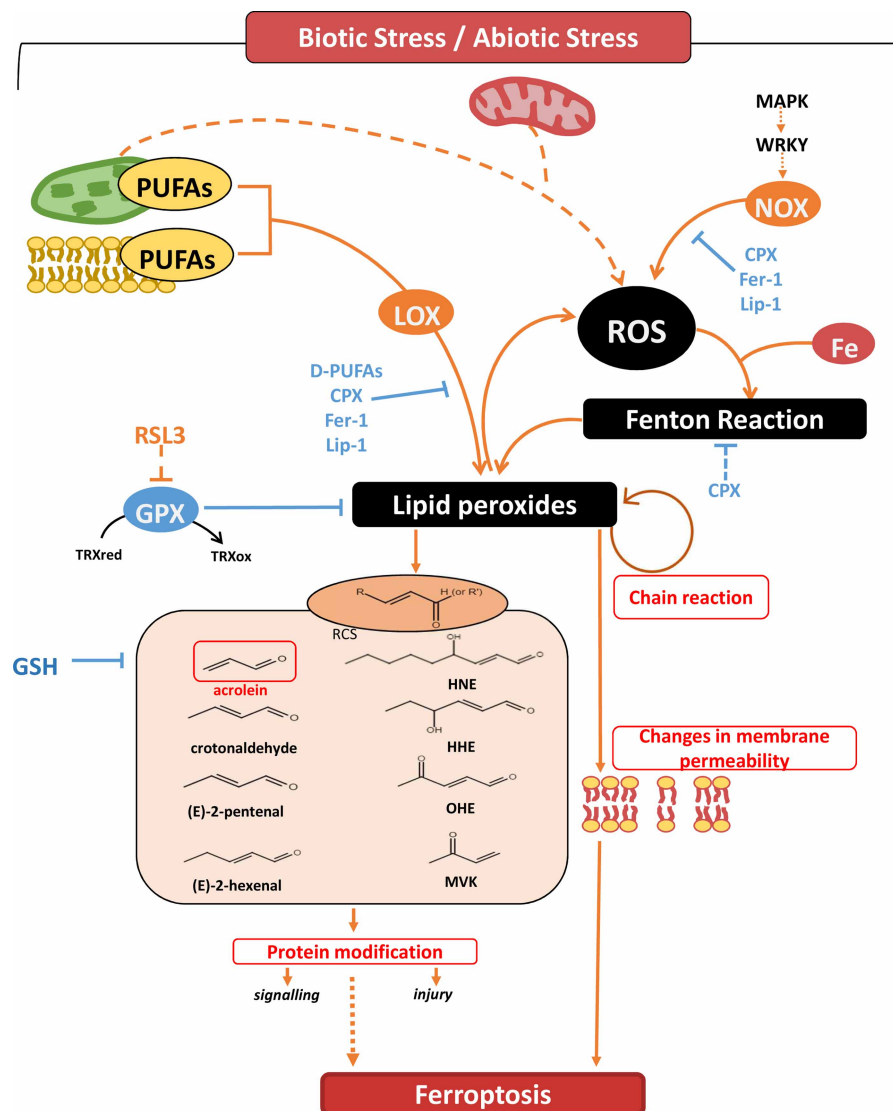 Biotic Stress / Abiotic Stress
MAPK
WRKY
PUFAs
NOX
PUFAs
CPX
Fer-1
Lip-1
LOX
ROS
Fe
D-PUFAs
CPX
Fer-1
Lip-1
Fenton Reaction
RSL3
CPX
GPX
Lipid peroxides
TRXred
TRXox
Chain reaction
R
H (or R')
O
RCS
GSH
O
acrolein
OH
O
HNE
O
crotonaldehyde
O
OH
HHE
O
(E)-2-pentenal
O
O
OHE
O
(E)-2-hexenal
O
MVK
Changes in membrane
permeability
Protein modification
signalling
injury
Ferroptosis